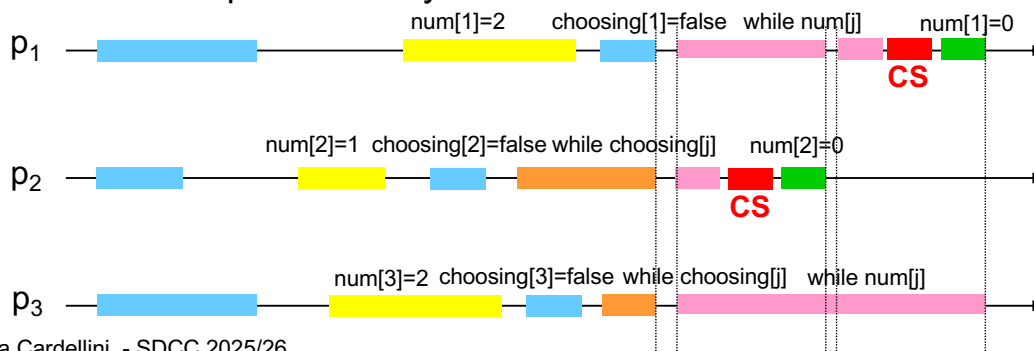 num[1]=2 choosing[1]=false while num[j] num[1]=0
p1
CS
num[2]=1 choosing[2]=false while choosing[j] num[2]=0
p2
CS
num[3]=2 choosing[3]=false while choosing[j] while num[j]
p3
a Cardellini - SDCC 2025/26